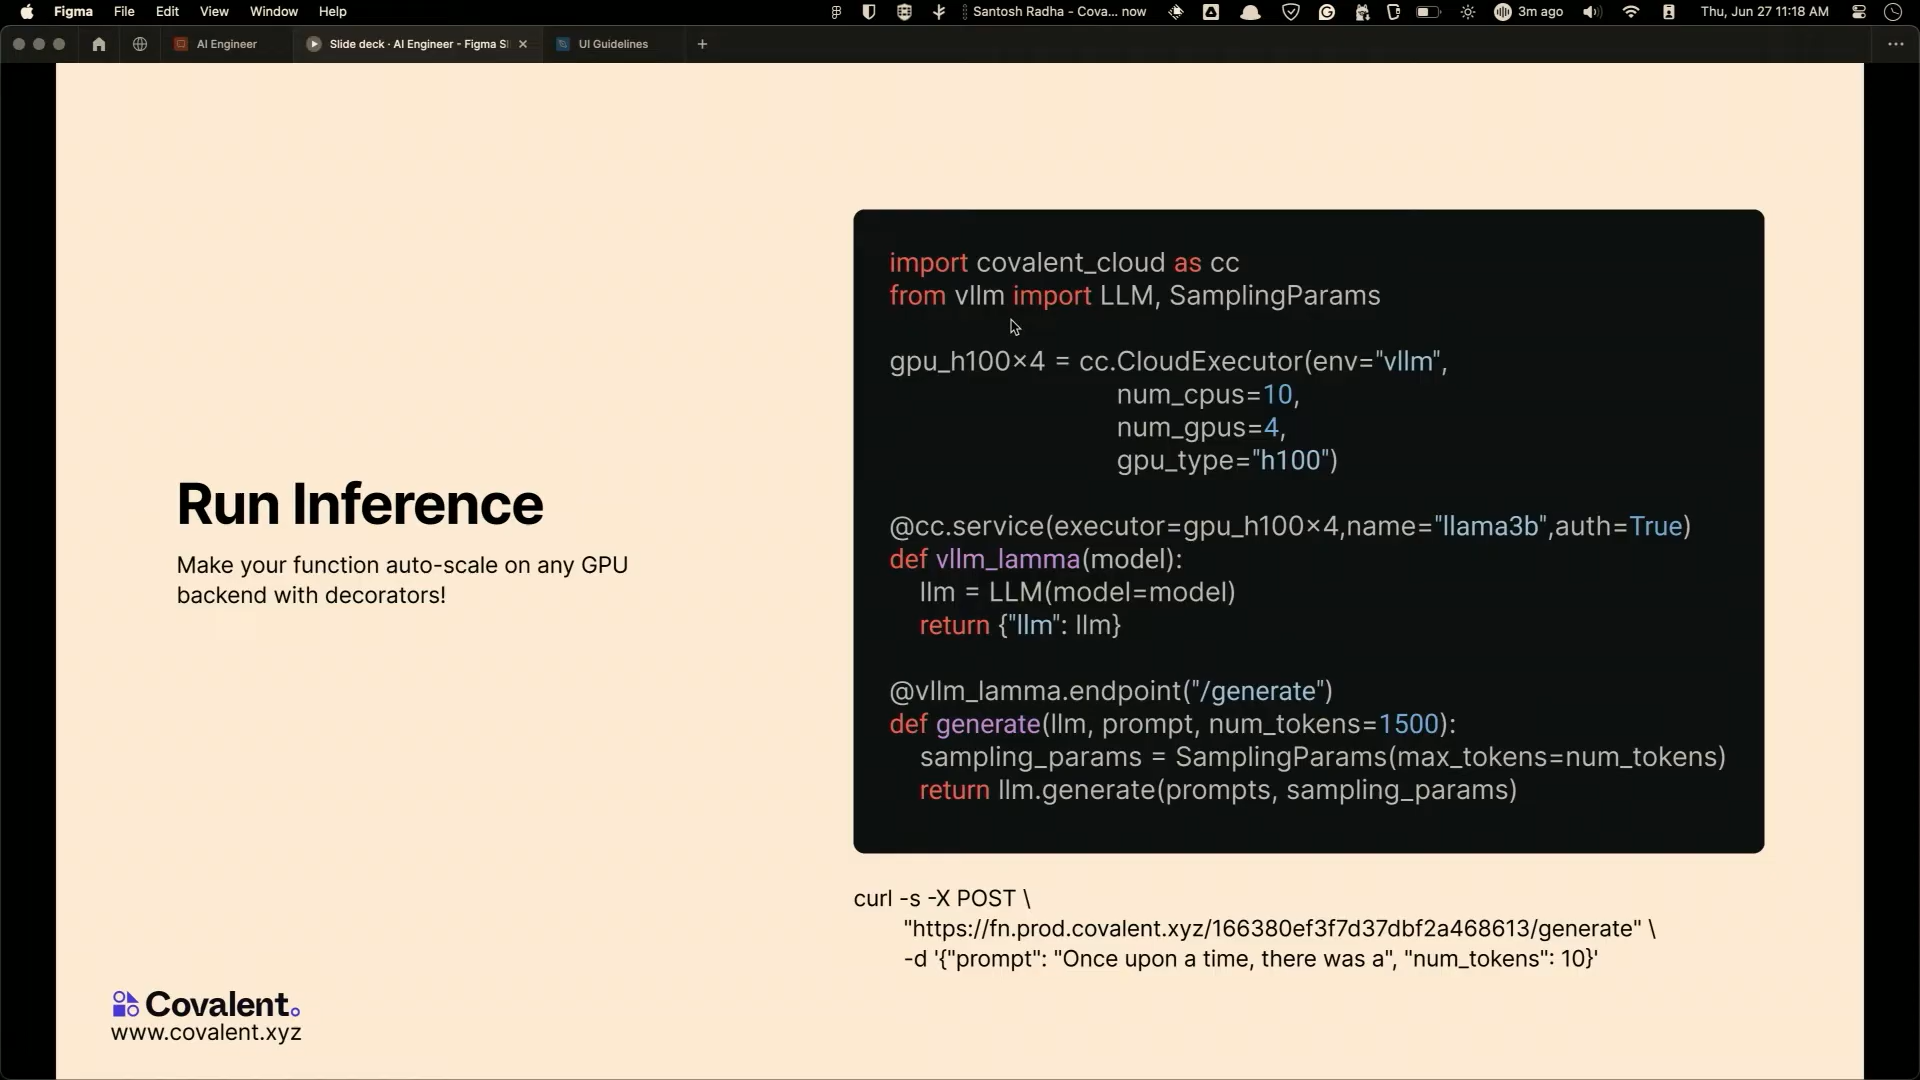 Figma File Edit View Window Help Santosh Radha - Cova... now 3m ago Thu, Jun 27 11:18 AM
AI Engineer Slide deck · AI Engineer - Figma Sl UI Guidelines
import covalent_cloud as cc
from vllm import LLM, SamplingParams
gpu_h100×4 = cc.CloudExecutor(env="vllm",
num_cpus=10,
num_gpus=4,
gpu_type="h100")
@cc.service(executor=gpu_h100×4,name="llama3b",auth=True)
def vllm_lamma(model):
llm = LLM(model=model)
return {"llm": llm}
@vllm_lamma.endpoint("/generate")
def generate(llm, prompt, num_tokens=1500):
sampling_params = SamplingParams(max_tokens=num_tokens)
return llm.generate(prompts, sampling_params)
Run Inference
Make your function auto-scale on any GPU
backend with decorators!
curl -s -X POST \
"https://fn.prod.covalent.xyz/166380ef3f7d37dbf2a468613/generate" \
-d '{"prompt": "Once upon a time, there was a", "num_tokens": 10}'
Covalent.
www.covalent.xyz